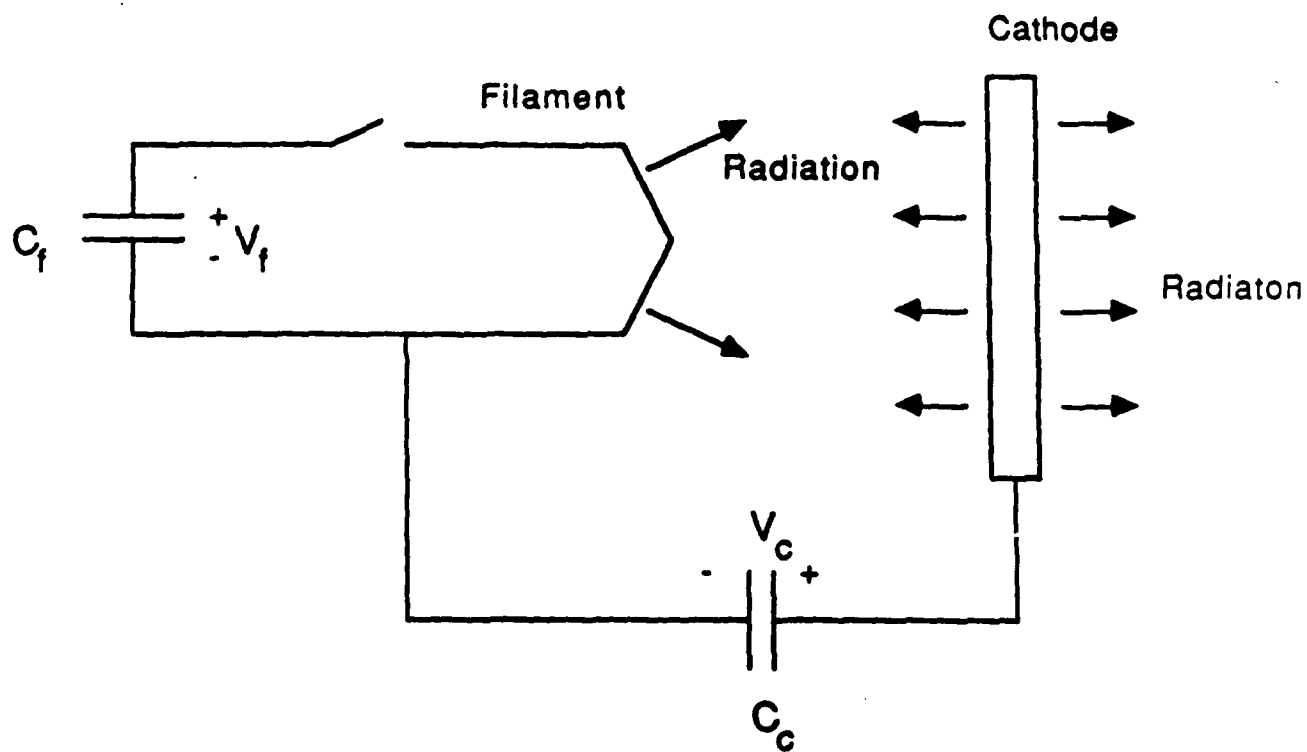 Cathode
Filament
Radiation
C_f
+
-
V_f
Radiaton
V_c
- +
C_c